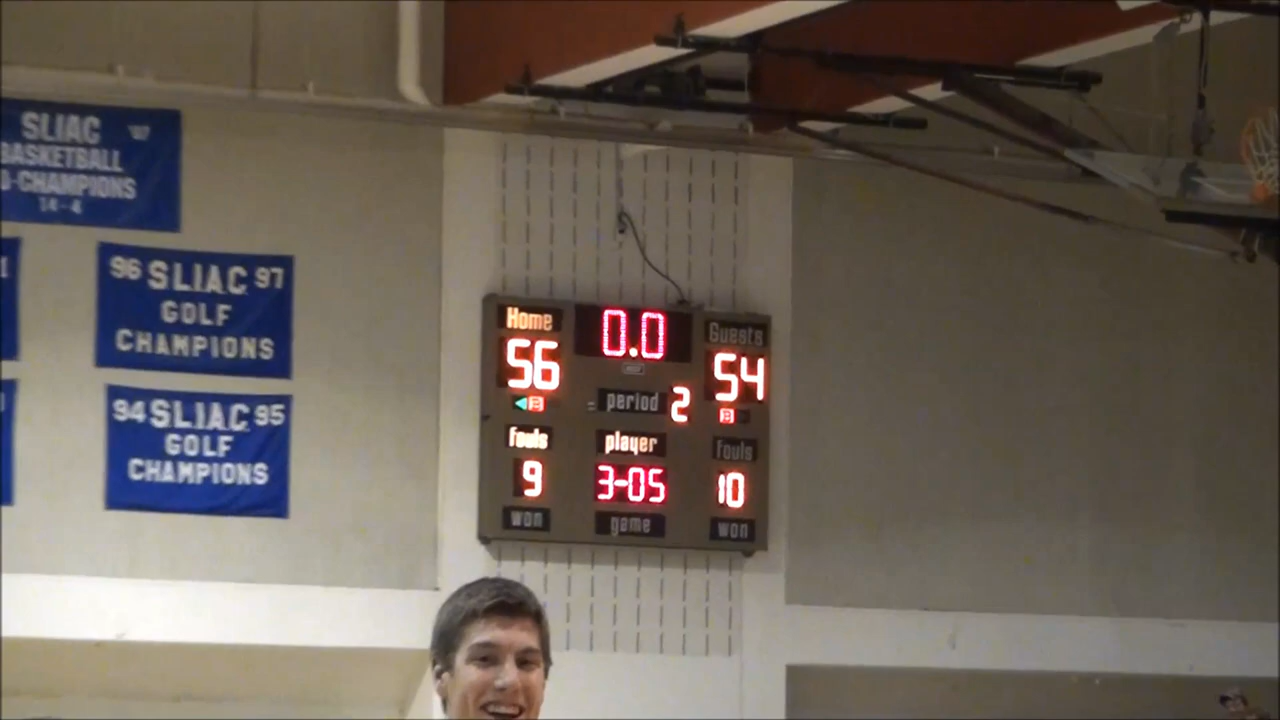 SLIAC '07
BASKETBALL
CHAMPIONS
14-4
96 SLIAC 97
GOLF
CHAMPIONS
94 SLIAC 95
GOLF
CHAMPIONS
Home 0.0 Guests
56 54
period 2
B B
fouls player fouls
9 3-05 10
won game won